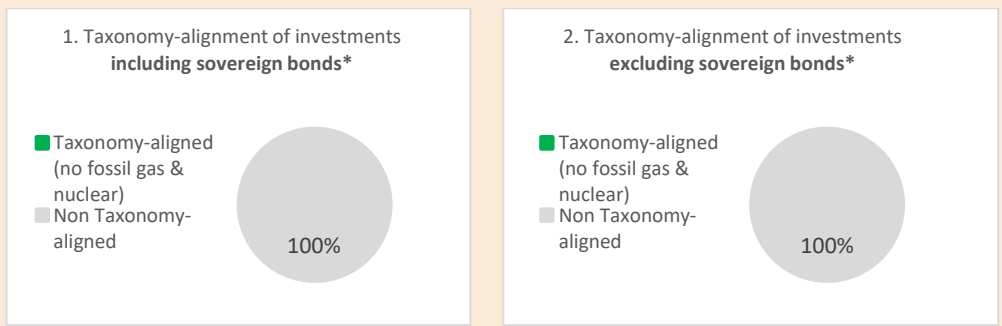 1. Taxonomy-alignment of investments
including sovereign bonds*
Taxonomy-aligned
(no fossil gas &
nuclear)
Non Taxonomy-
aligned
100%
2. Taxonomy-alignment of investments
excluding sovereign bonds*
Taxonomy-aligned
(no fossil gas &
nuclear)
Non Taxonomy-
aligned
100%